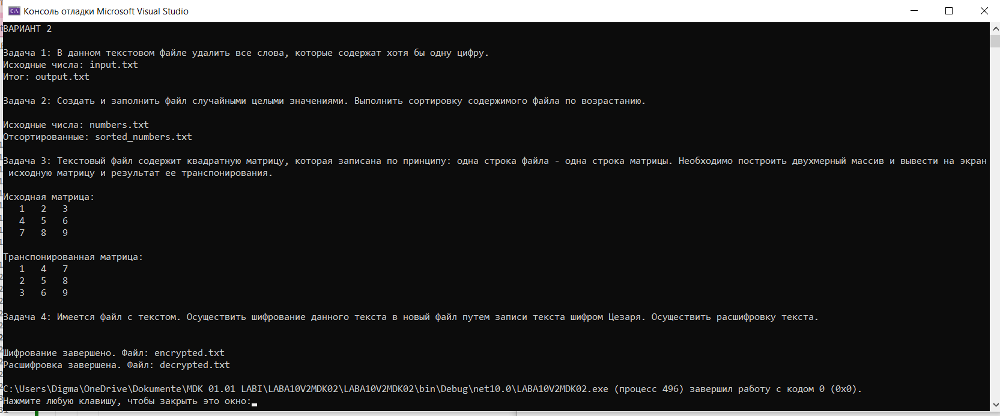 Консоль отладки Microsoft Visual Studio
ВАРИАНТ 2
Задача 1: В данном текстовом файле удалить все слова, которые содержат хотя бы одну цифру.
Исходные числа: input.txt
Итог: output.txt
Задача 2: Создать и заполнить файл случайными целыми значениями. Выполнить сортировку содержимого файла по возрастанию.
Исходные числа: numbers.txt
Отсортированные: sorted_numbers.txt
Задача 3: Текстовый файл содержит квадратную матрицу, которая записана по принципу: одна строка файла - одна строка матрицы. Необходимо построить двухмерный массив и вывести на экран
исходную матрицу и результат ее транспонирования.
Исходная матрица:
1 2 3
4 5 6
7 8 9
Транспонированная матрица:
1 4 7
2 5 8
3 6 9
Задача 4: Имеется файл с текстом. Осуществить шифрование данного текста в новый файл путем записи текста шифром Цезаря. Осуществить расшифровку текста.
Шифрование завершено. Файл: encrypted.txt
Расшифровка завершена. Файл: decrypted.txt
C:\Users\Digma\OneDrive\Dokumente\MDK 01.01 LABI\LABA10V2MDK02\LABA10V2MDK02\bin\Debug\net10.0\LABA10V2MDK02.exe (процесс 496) завершил работу с кодом 0 (0x0).
Нажмите любую клавишу, чтобы закрыть это окно: